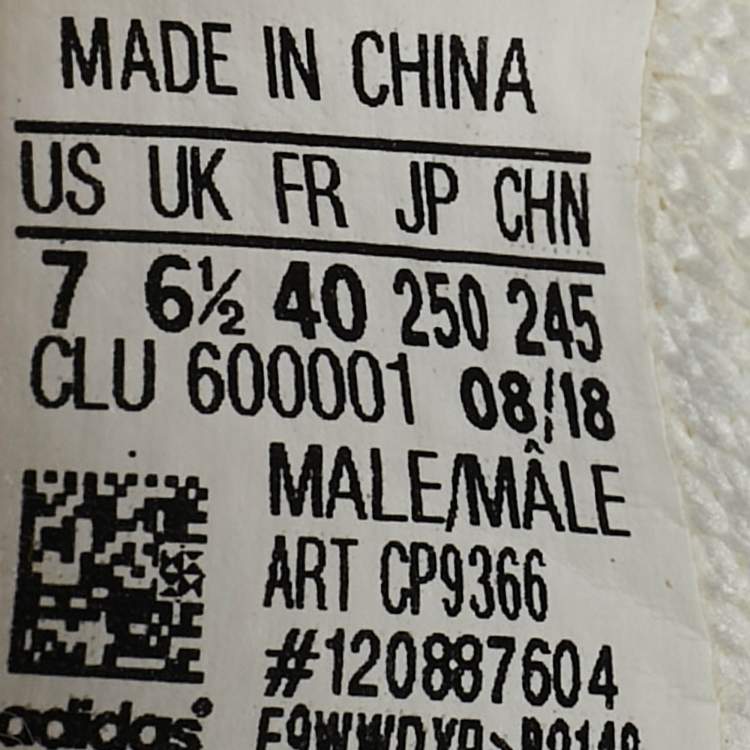 MADE IN CHINA
US UK FR JP CHN
7 6½ 40 250 245
CLU 600001 08/18
MALE/MÂLE
ART CP9366
#120887604
adidas®